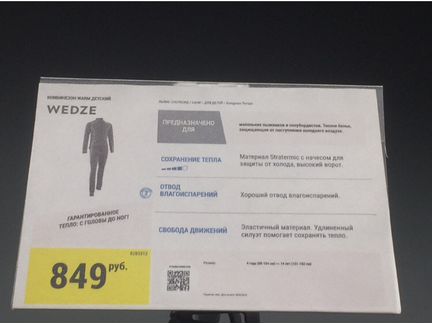 КОМБИНЕЗОН WARM ДЕТСКИЙ
WEDZE
ГАРАНТИРОВАННОЕ
ТЕПЛО: С ГОЛОВЫ ДО НОГ!
849 руб.
ПРЕДНАЗНАЧЕНО
ДЛЯ
маленьких лыжников и сноубордистов. Теплое белье,
защищающее от поступления холодного воздуха.
СОХРАНЕНИЕ ТЕПЛА
Материал Stratermic с начесом для
защиты от холода, высокий ворот.
ОТВОД
ВЛАГОИСПАРЕНИЙ
Хороший отвод влагоиспарений.
СВОБОДА ДВИЖЕНИЙ
Эластичный материал. Удлиненный
силуэт помогает сохранять тепло.